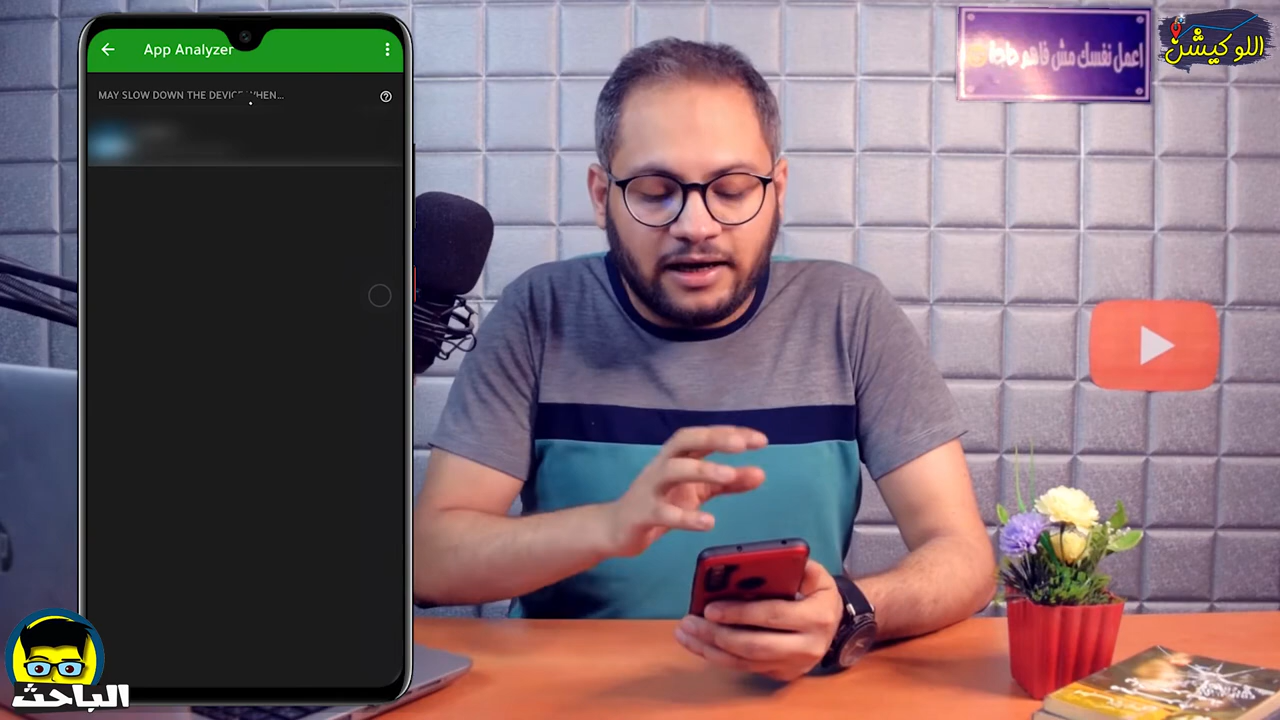 App Analyzer
MAY SLOW DOWN THE DEVICE WHEN...
اعمل نفسك مش فاهم حاجة
اللوكيشن
الباحث